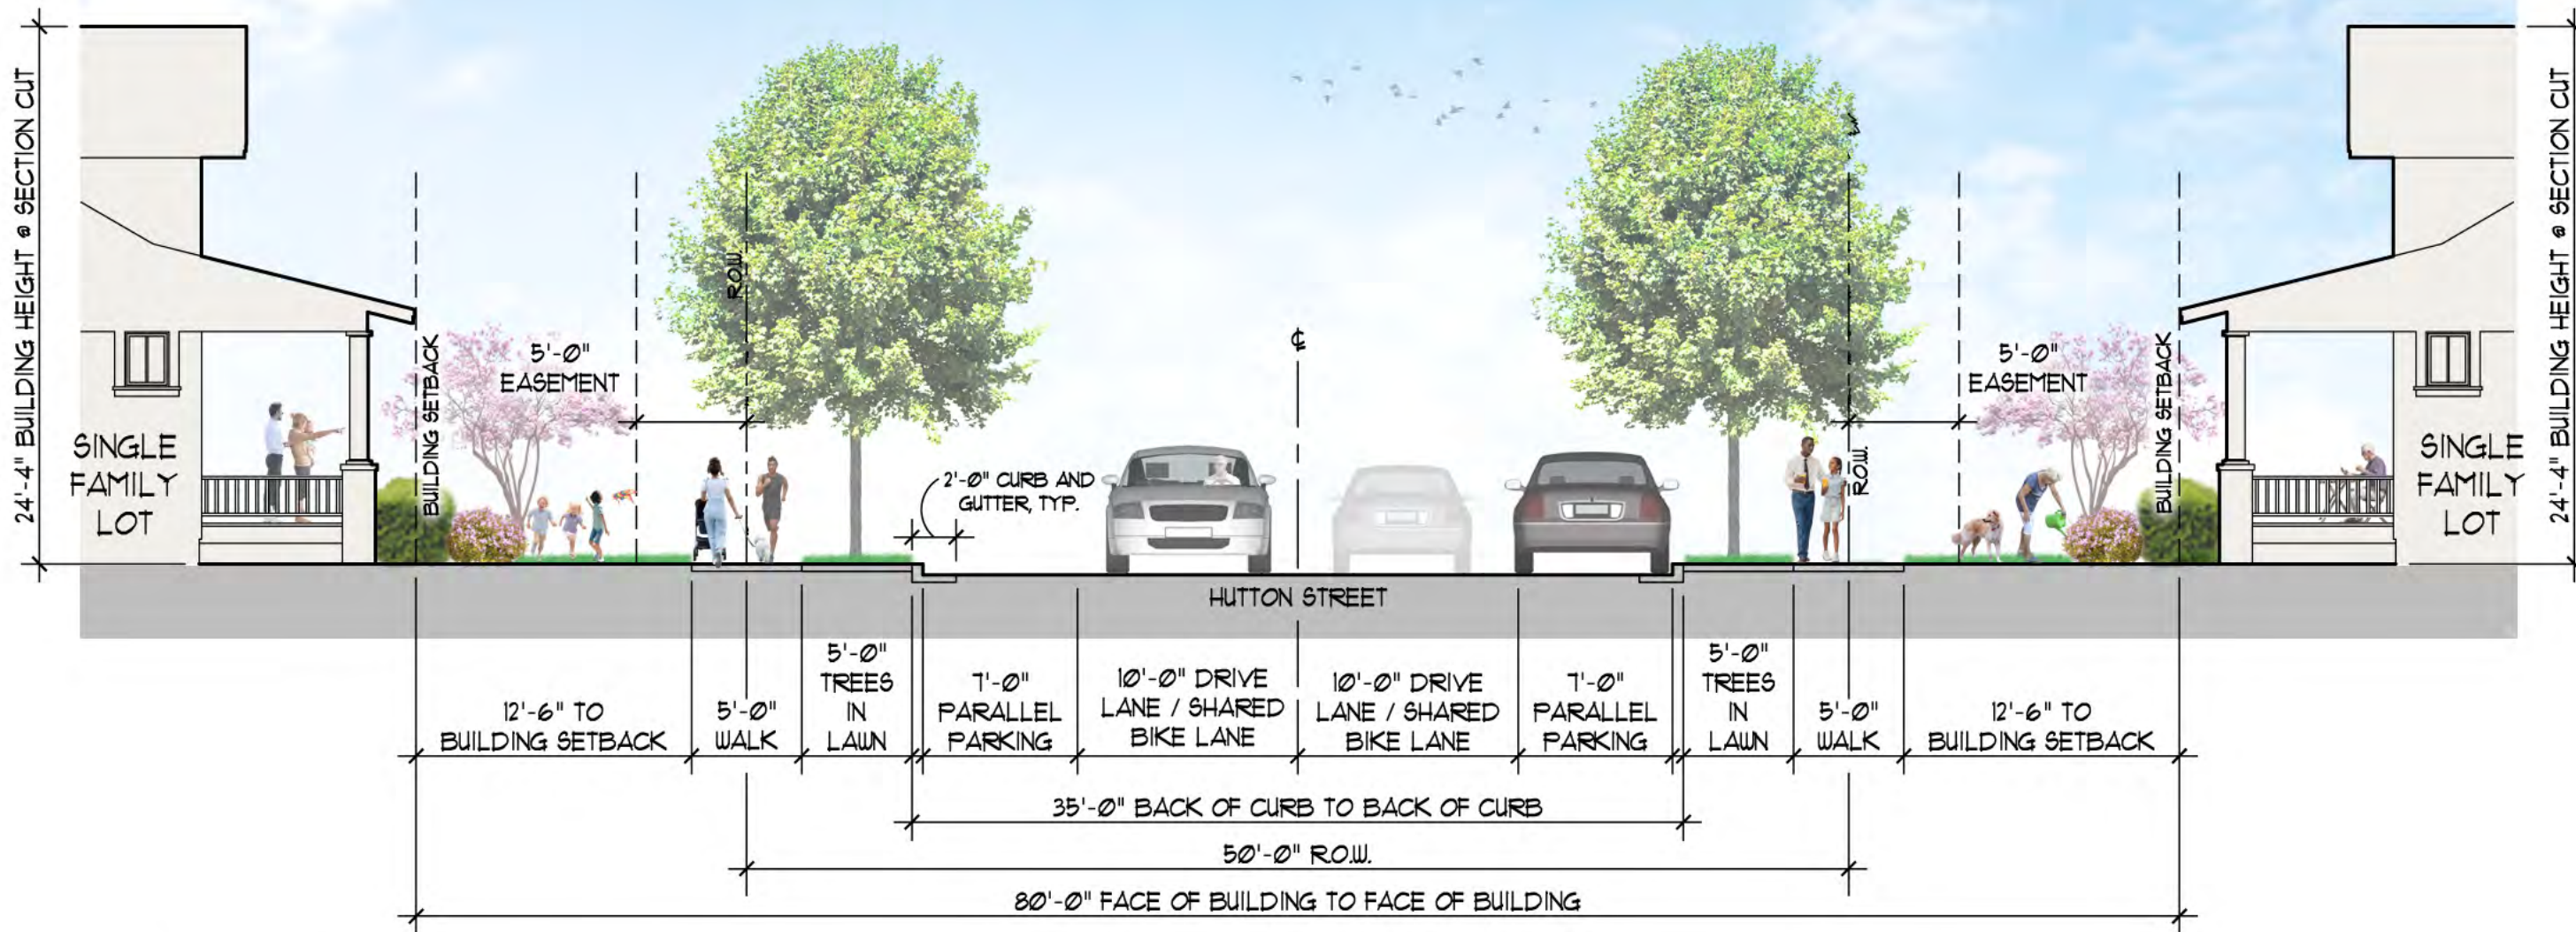 24'-4" BUILDING HEIGHT @ SECTION CUT
SINGLE
FAMILY
LOT
BUILDING SETBACK
5'-0"
EASEMENT
R.O.W.
2'-0" CURB AND
GUTTER, TYP.
℄
R.O.W.
5'-0"
EASEMENT
BUILDING SETBACK
SINGLE
FAMILY
LOT
24'-4" BUILDING HEIGHT @ SECTION CUT
HUTTON STREET
12'-6" TO
BUILDING SETBACK
5'-0"
WALK
5'-0"
TREES
IN
LAWN
7'-0"
PARALLEL
PARKING
10'-0" DRIVE
LANE / SHARED
BIKE LANE
10'-0" DRIVE
LANE / SHARED
BIKE LANE
7'-0"
PARALLEL
PARKING
5'-0"
TREES
IN
LAWN
5'-0"
WALK
12'-6" TO
BUILDING SETBACK
35'-0" BACK OF CURB TO BACK OF CURB
50'-0" R.O.W.
80'-0" FACE OF BUILDING TO FACE OF BUILDING